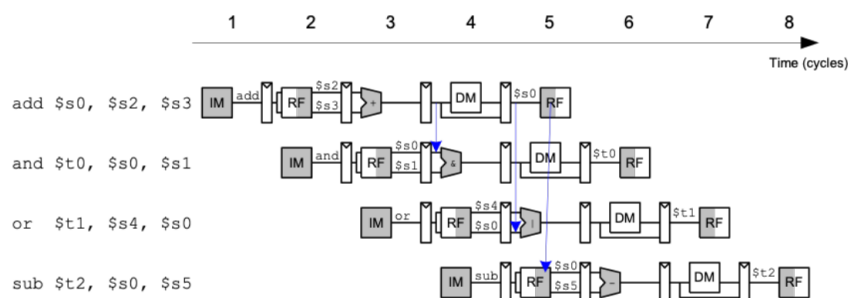 1 2 3 4 5 6 7 8
Time (cycles)
add $s0, $s2, $s3 IM add RF $s2 $s3 + DM $s0 RF
and $t0, $s0, $s1 IM and RF $s0 $s1 & DM $t0 RF
or $t1, $s4, $s0 IM or RF $s4 $s0 | DM $t1 RF
sub $t2, $s0, $s5 IM sub RF $s0 $s5 - DM $t2 RF